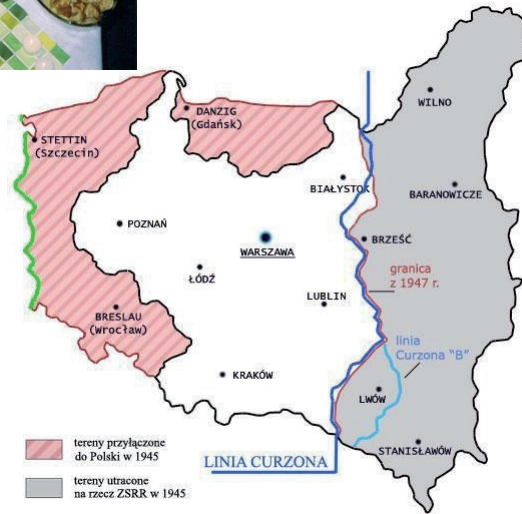 WILNO
DANZIG
(Gdańsk)
STETTIN
(Szczecin)
BIAŁYSTOK
BARANOWICZE
POZNAŃ
WARSZAWA
BRZEŚĆ
ŁÓDŹ
granica
z 1947 r.
LUBLIN
BRESLAU
(Wrocław)
linia
Curzona "B"
KRAKÓW
LWÓW
tereny przyłączone
do Polski w 1945
LINIA CURZONA
STANISŁAWÓW
tereny utracone
na rzecz ZSRR w 1945